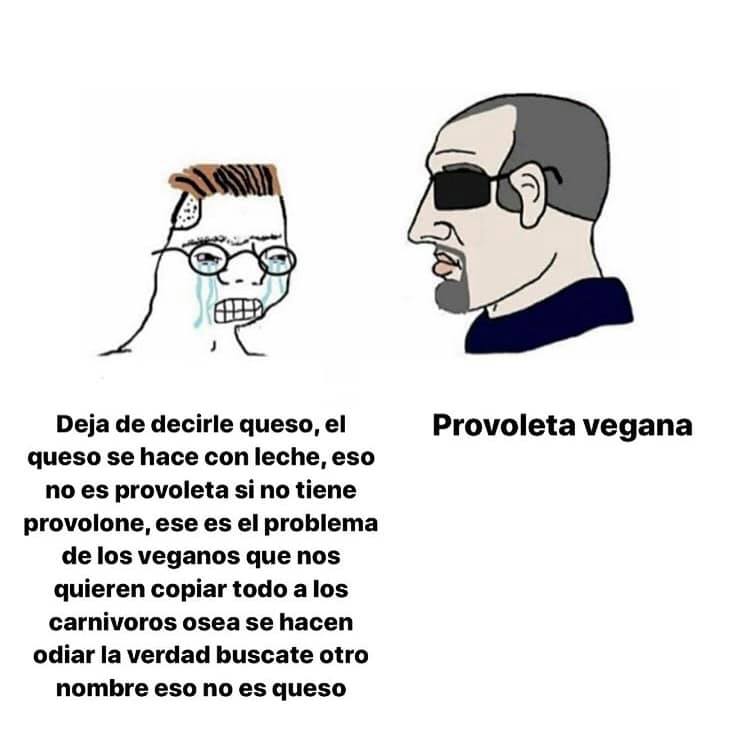 Deja de decirle queso, el
queso se hace con leche, eso
no es provoleta si no tiene
provolone, ese es el problema
de los veganos que nos
quieren copiar todo a los
carnivoros osea se hacen
odiar la verdad buscate otro
nombre eso no es queso
Provoleta vegana